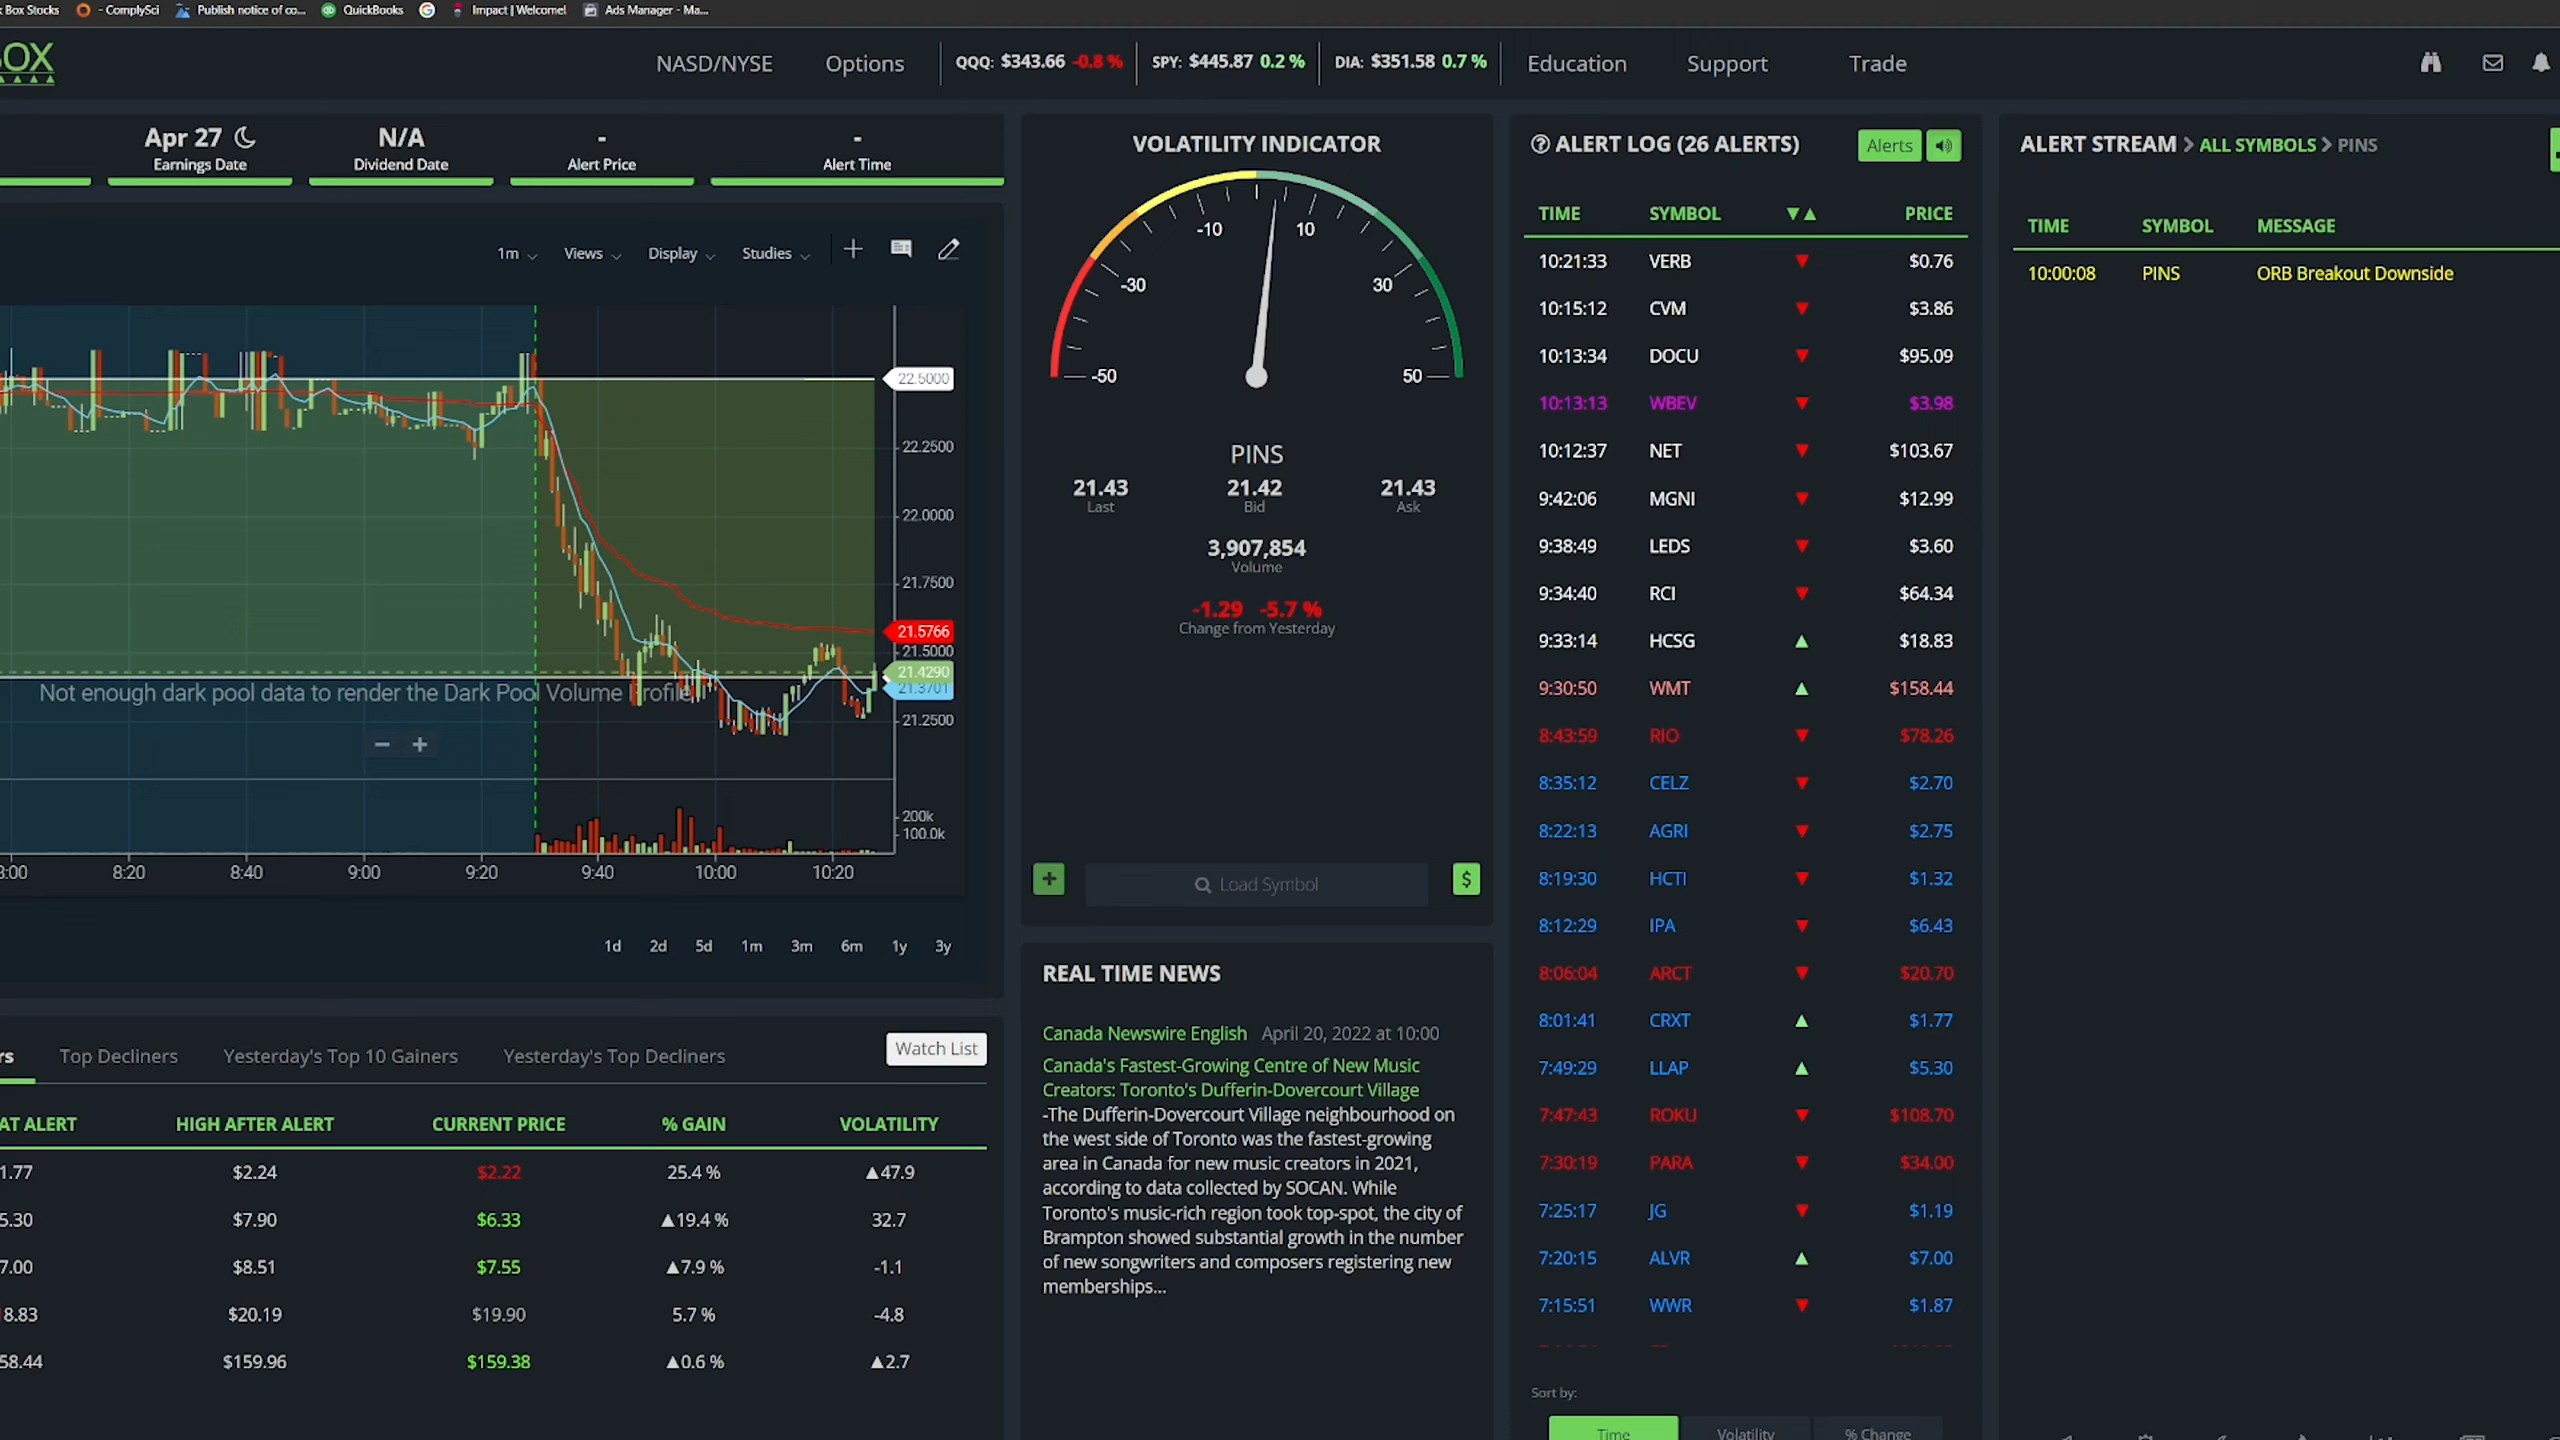 Box Stocks - ComplySci Publish notice of co... QuickBooks Impact | Welcome! Ads Manager - Ma...
BOX
NASD/NYSE Options QQQ: $343.66 -0.8 % SPY: $445.87 0.2 % DIA: $351.58 0.7 % Education Support Trade
Apr 27 N/A - -
Earnings Date Dividend Date Alert Price Alert Time
1m Views Display Studies
22.5000
22.2500
22.0000
21.7500
21.5766
21.5000
21.4290
21.3701
21.2500
Not enough dark pool data to render the Dark Pool Volume Profile
200k
100.0k
8:20 8:40 9:00 9:20 9:40 10:00 10:20
1d 2d 5d 1m 3m 6m 1y 3y
rs Top Decliners Yesterday's Top 10 Gainers Yesterday's Top Decliners Watch List
AT ALERT HIGH AFTER ALERT CURRENT PRICE % GAIN VOLATILITY
1.77 $2.24 $2.22 25.4 % ▲47.9
5.30 $7.90 $6.33 ▲19.4 % 32.7
7.00 $8.51 $7.55 ▲7.9 % -1.1
8.83 $20.19 $19.90 5.7 % -4.8
58.44 $159.96 $159.38 ▲0.6 % ▲2.7
VOLATILITY INDICATOR
-10 10
-30 30
-50 50
PINS
21.43 21.42 21.43
Last Bid Ask
3,907,854
Volume
-1.29 -5.7 %
Change from Yesterday
+ Load Symbol $
REAL TIME NEWS
Canada Newswire English April 20, 2022 at 10:00
Canada's Fastest-Growing Centre of New Music
Creators: Toronto's Dufferin-Dovercourt Village
-The Dufferin-Dovercourt Village neighbourhood on
the west side of Toronto was the fastest-growing
area in Canada for new music creators in 2021,
according to data collected by SOCAN. While
Toronto's music-rich region took top-spot, the city of
Brampton showed substantial growth in the number
of new songwriters and composers registering new
memberships...
ALERT LOG (26 ALERTS) Alerts
TIME SYMBOL ▼▲ PRICE
10:21:33 VERB ▼ $0.76
10:15:12 CVM ▼ $3.86
10:13:34 DOCU ▼ $95.09
10:13:13 WBEV ▼ $3.98
10:12:37 NET ▼ $103.67
9:42:06 MGNI ▼ $12.99
9:38:49 LEDS ▼ $3.60
9:34:40 RCI ▼ $64.34
9:33:14 HCSG ▲ $18.83
9:30:50 WMT ▲ $158.44
8:43:59 RIO ▼ $78.26
8:35:12 CELZ ▼ $2.70
8:22:13 AGRI ▼ $2.75
8:19:30 HCTI ▼ $1.32
8:12:29 IPA ▼ $6.43
8:06:04 ARCT ▼ $20.70
8:01:41 CRXT ▲ $1.77
7:49:29 LLAP ▲ $5.30
7:47:43 ROKU ▼ $108.70
7:30:19 PARA ▼ $34.00
7:25:17 JG ▼ $1.19
7:20:15 ALVR ▲ $7.00
7:15:51 WWR ▼ $1.87
Sort by:
Time Volatility % Change
ALERT STREAM > ALL SYMBOLS > PINS
TIME SYMBOL MESSAGE
10:00:08 PINS ORB Breakout Downside